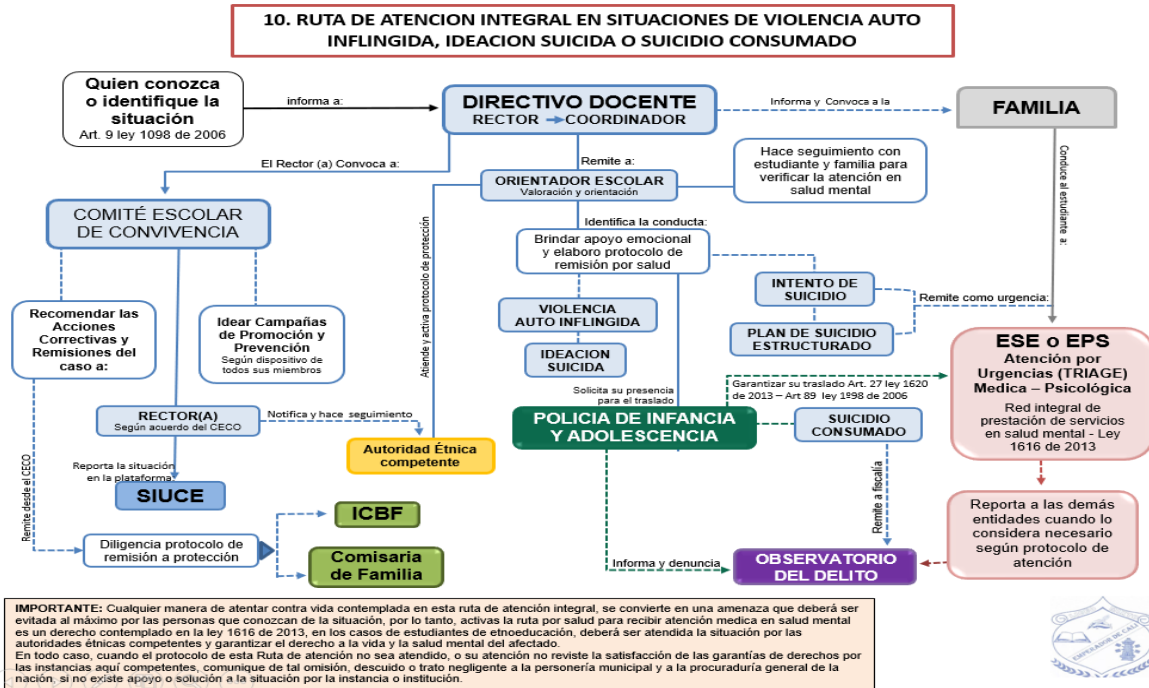 10. RUTA DE ATENCION INTEGRAL EN SITUACIONES DE VIOLENCIA AUTO
INFLINGIDA, IDEACION SUICIDA O SUICIDIO CONSUMADO
Quien conozca
o identifique la
situación
Art. 9 ley 1098 de 2006
informa a:
DIRECTIVO DOCENTE
RECTOR → COORDINADOR
Informa y Convoca a la
FAMILIA
El Rector (a) Convoca a:
Remite a:
Conduce al estudiante a:
ORIENTADOR ESCOLAR
Valoración y orientación
Hace seguimiento con
estudiante y familia para
verificar la atención en
salud mental
COMITÉ ESCOLAR
DE CONVIVENCIA
Identifica la conducta:
Brindar apoyo emocional
y elaboro protocolo de
remisión por salud
Atiende y activa protocolo de protección
INTENTO DE
SUICIDIO
Remite como urgencia:
PLAN DE SUICIDIO
ESTRUCTURADO
Recomendar las
Acciones
Correctivas y
Remisiones del
caso a:
Idear Campañas
de Promoción y
Prevención
Según dispositivo de
todos sus miembros
VIOLENCIA
AUTO INFLINGIDA
IDEACION
SUICIDA
ESE o EPS
Atención por
Urgencias (TRIAGE)
Medica – Psicológica
Red integral de
prestación de servicios
en salud mental - Ley
1616 de 2013
Solicita su presencia
para el traslado
Garantizar su traslado Art. 27 ley 1620
de 2013 – Art 89 ley 1998 de 2006
RECTOR(A)
Según acuerdo del CECO
Notifica y hace seguimiento
POLICIA DE INFANCIA
Y ADOLESCENCIA
SUICIDIO
CONSUMADO
Autoridad Étnica
competente
Reporta la situación
en la plataforma:
SIUCE
Remite desde el CECO
Remite a fiscalía
ICBF
Reporta a las demás
entidades cuando lo
considera necesario
según protocolo de
atención
Diligencia protocolo de
remisión a protección
Comisaria
de Familia
Informa y denuncia
OBSERVATORIO
DEL DELITO
IMPORTANTE: Cualquier manera de atentar contra vida contemplada en esta ruta de atención integral, se convierte en una amenaza que deberá ser
evitada al máximo por las personas que conozcan de la situación, por lo tanto, activas la ruta por salud para recibir atención medica en salud mental
es un derecho contemplado en la ley 1616 de 2013, en los casos de estudiantes de etnoeducación, deberá ser atendida la situación por las
autoridades étnicas competentes y garantizar el derecho a la vida y la salud mental del afectado.
En todo caso, cuando el protocolo de esta Ruta de atención no sea atendido, o su atención no reviste la satisfacción de las garantías de derechos por
las instancias aquí competentes, comunique de tal omisión, descuido o trato negligente a la personería municipal y a la procuraduría general de la
nación, si no existe apoyo o solución a la situación por la instancia o institución.